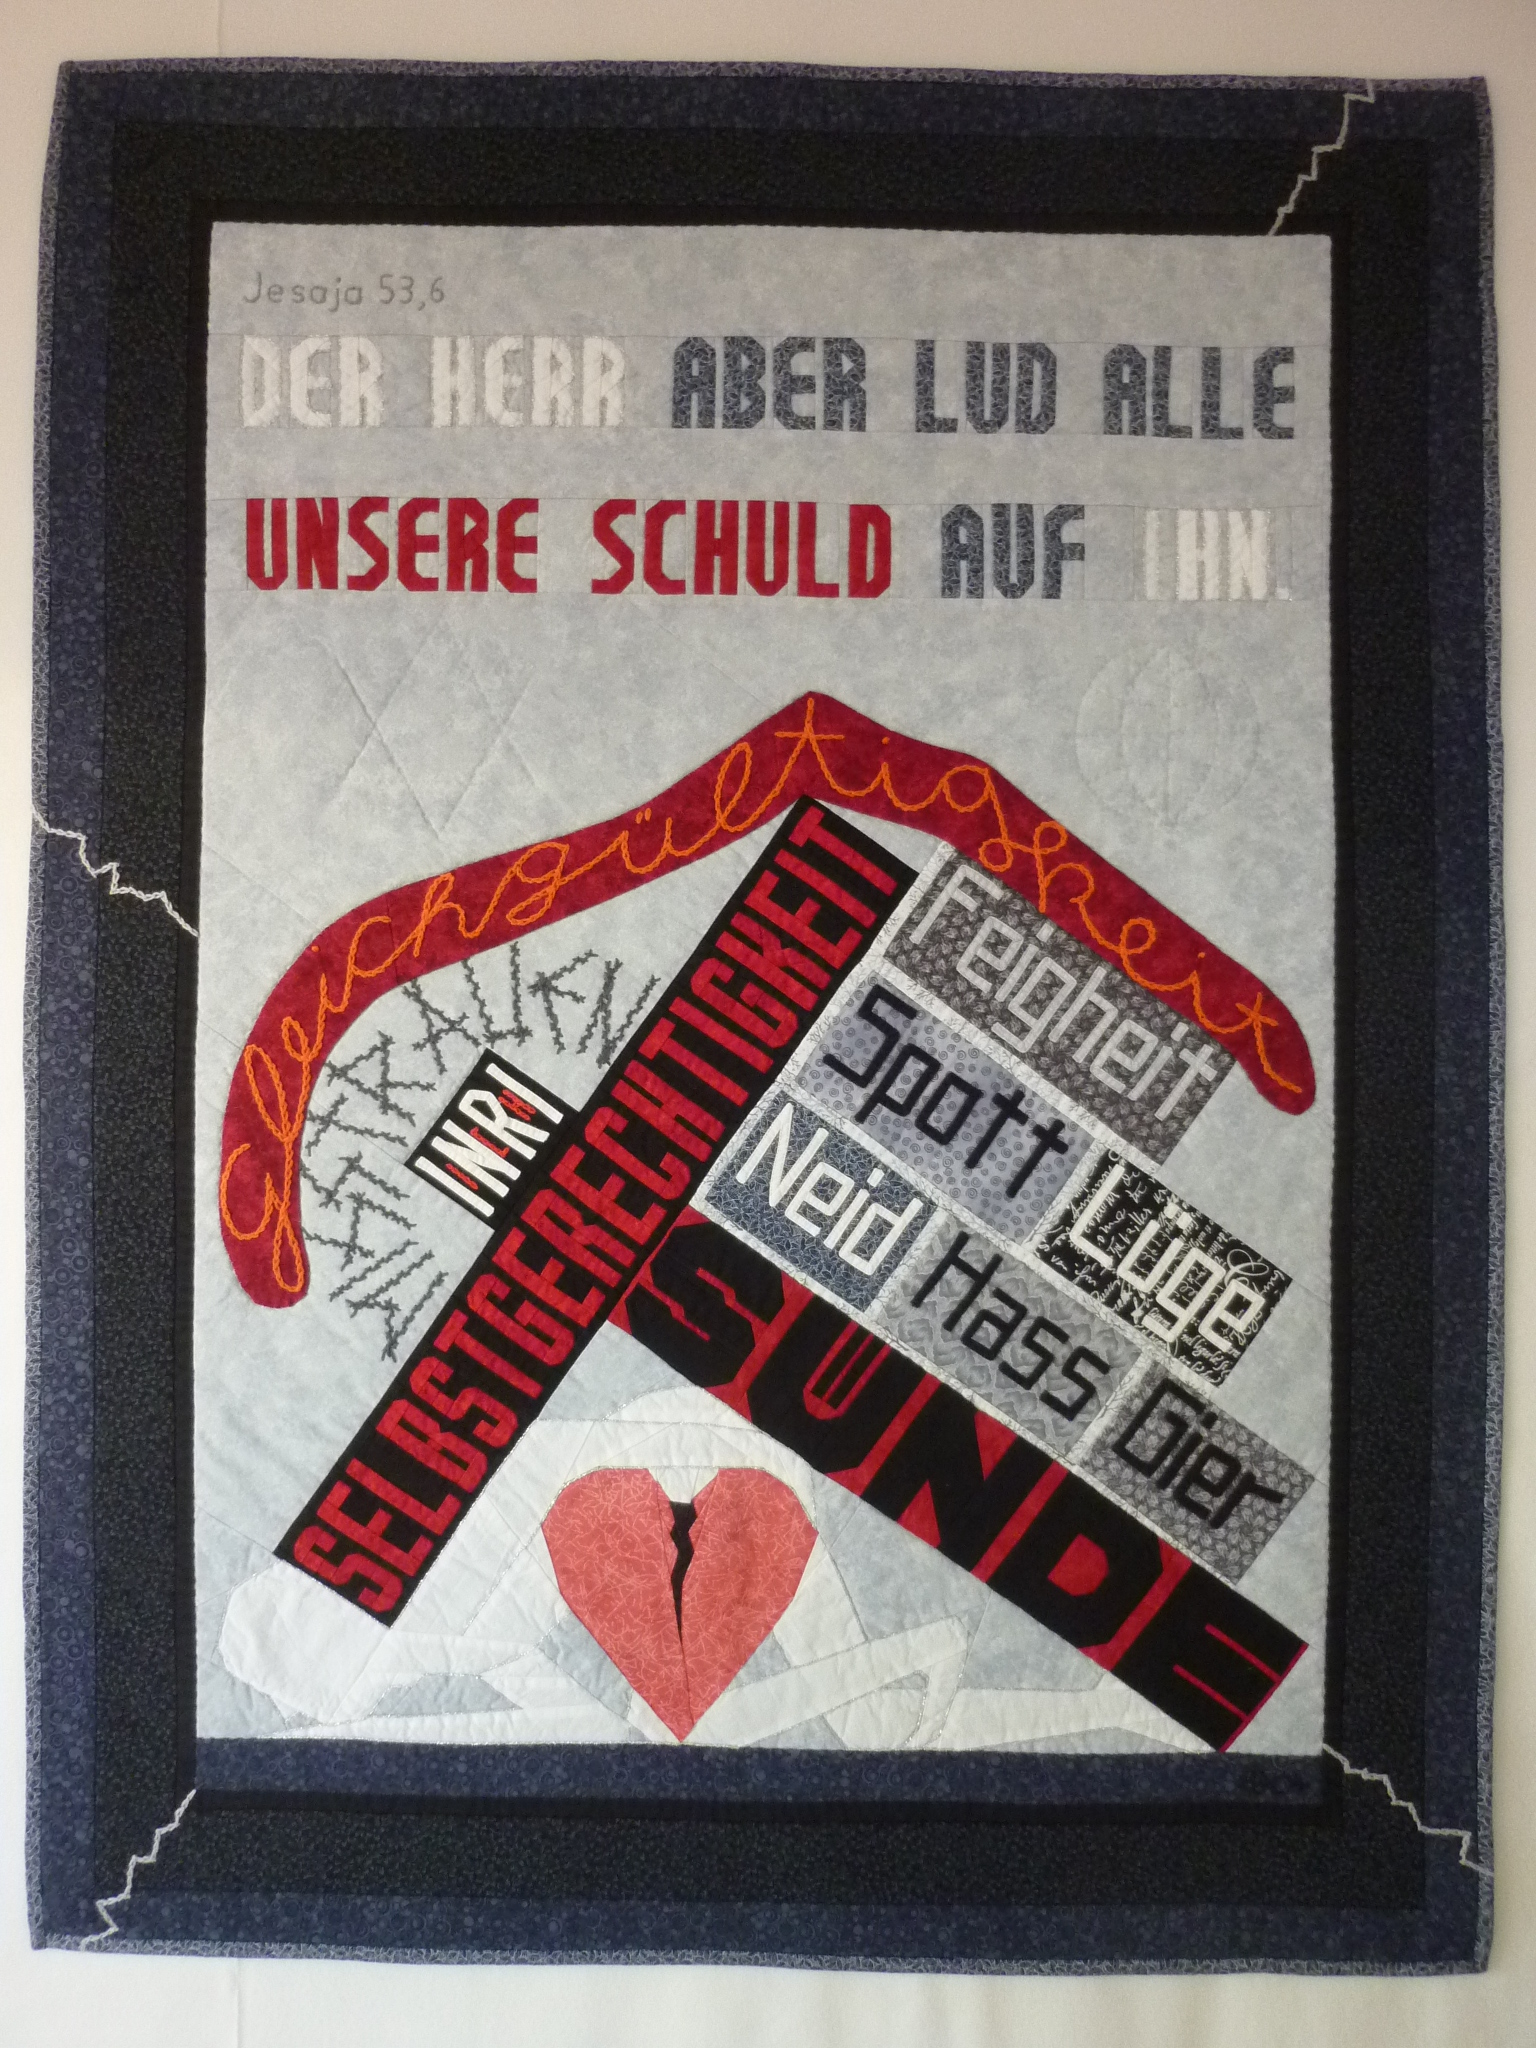 Jesaja 53,6
DER HERR ABER LUD ALLE
UNSERE SCHULD AUF IHN.
Gleichgültigkeit
MISSTRAUEN
INRI
SELBSTGERECHTIGKEIT
Feigheit
Spott
Lüge
Neid
Hass
Gier
SÜNDE